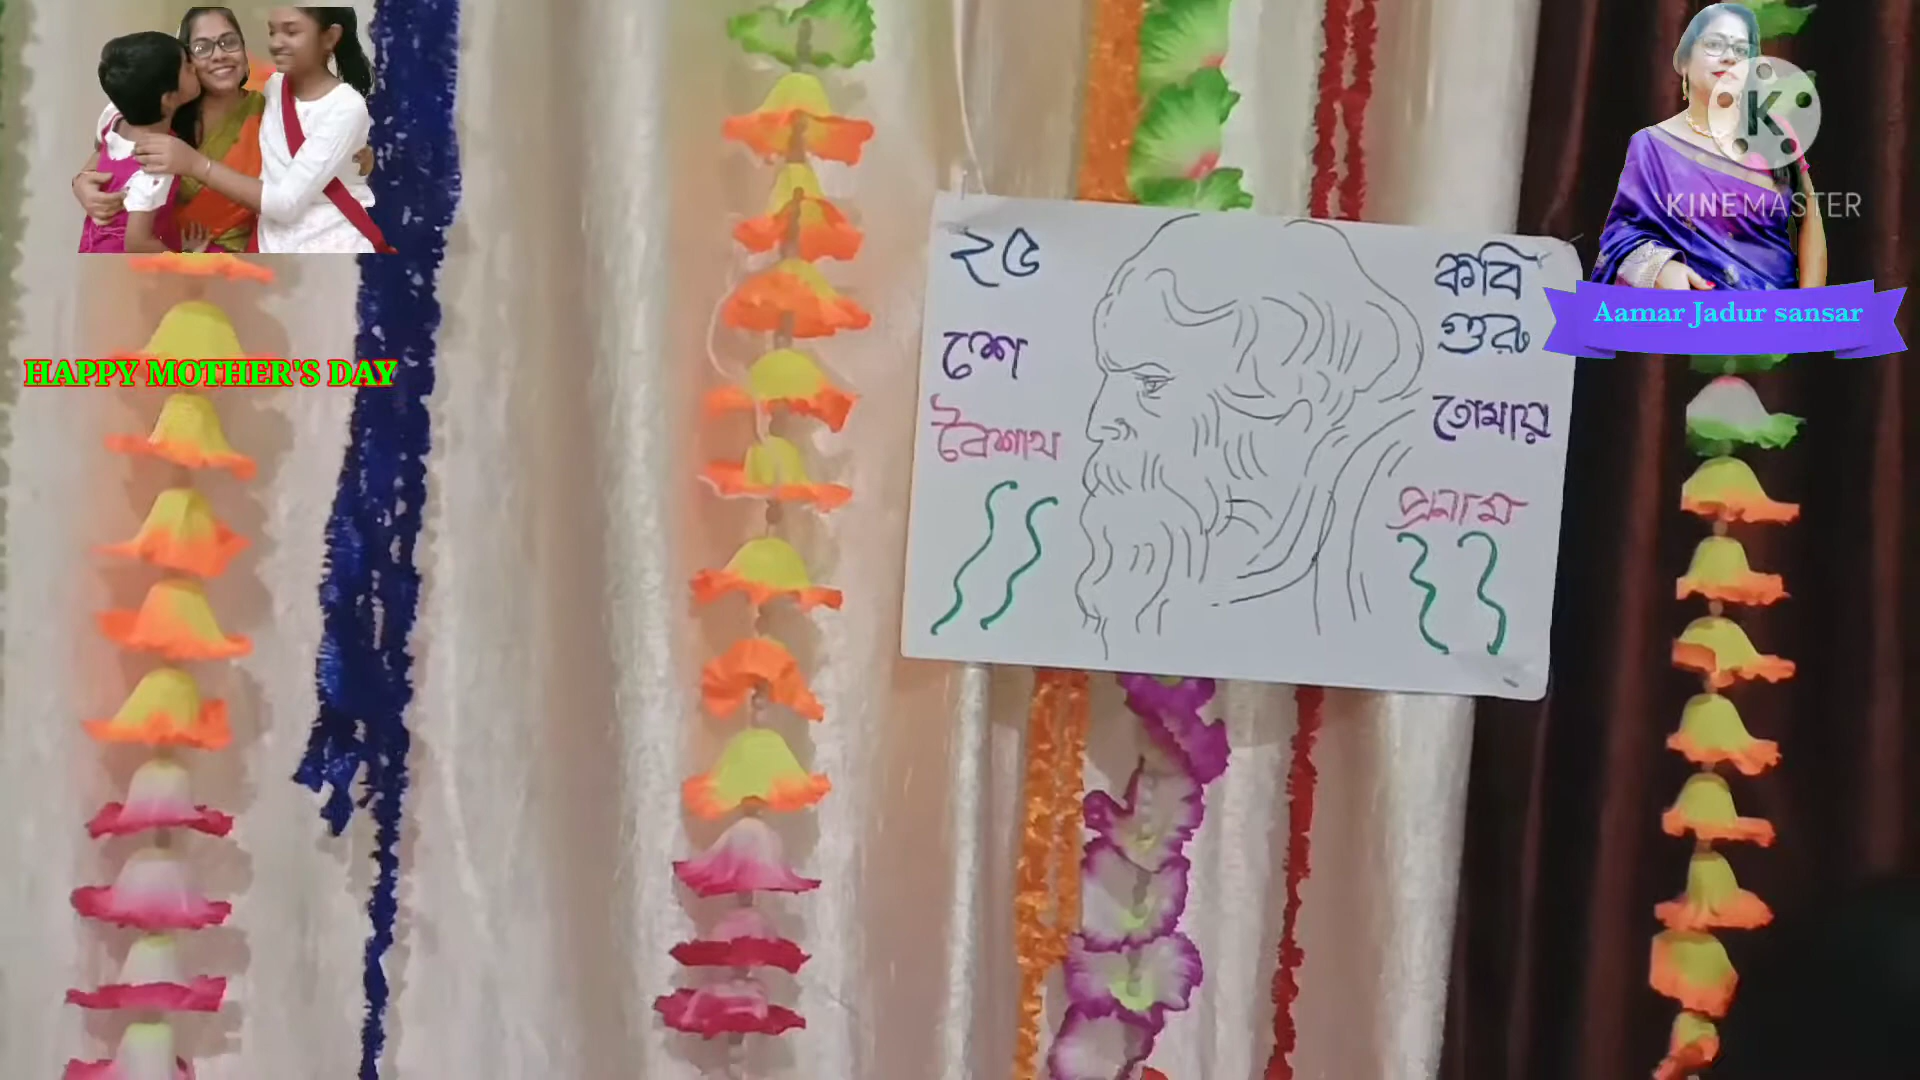 HAPPY MOTHER'S DAY
২৫
শে
বৈশাখ
কবি
গুরু
তোমায়
প্রনাম
KINEMASTER
Aamar Jadur sansar